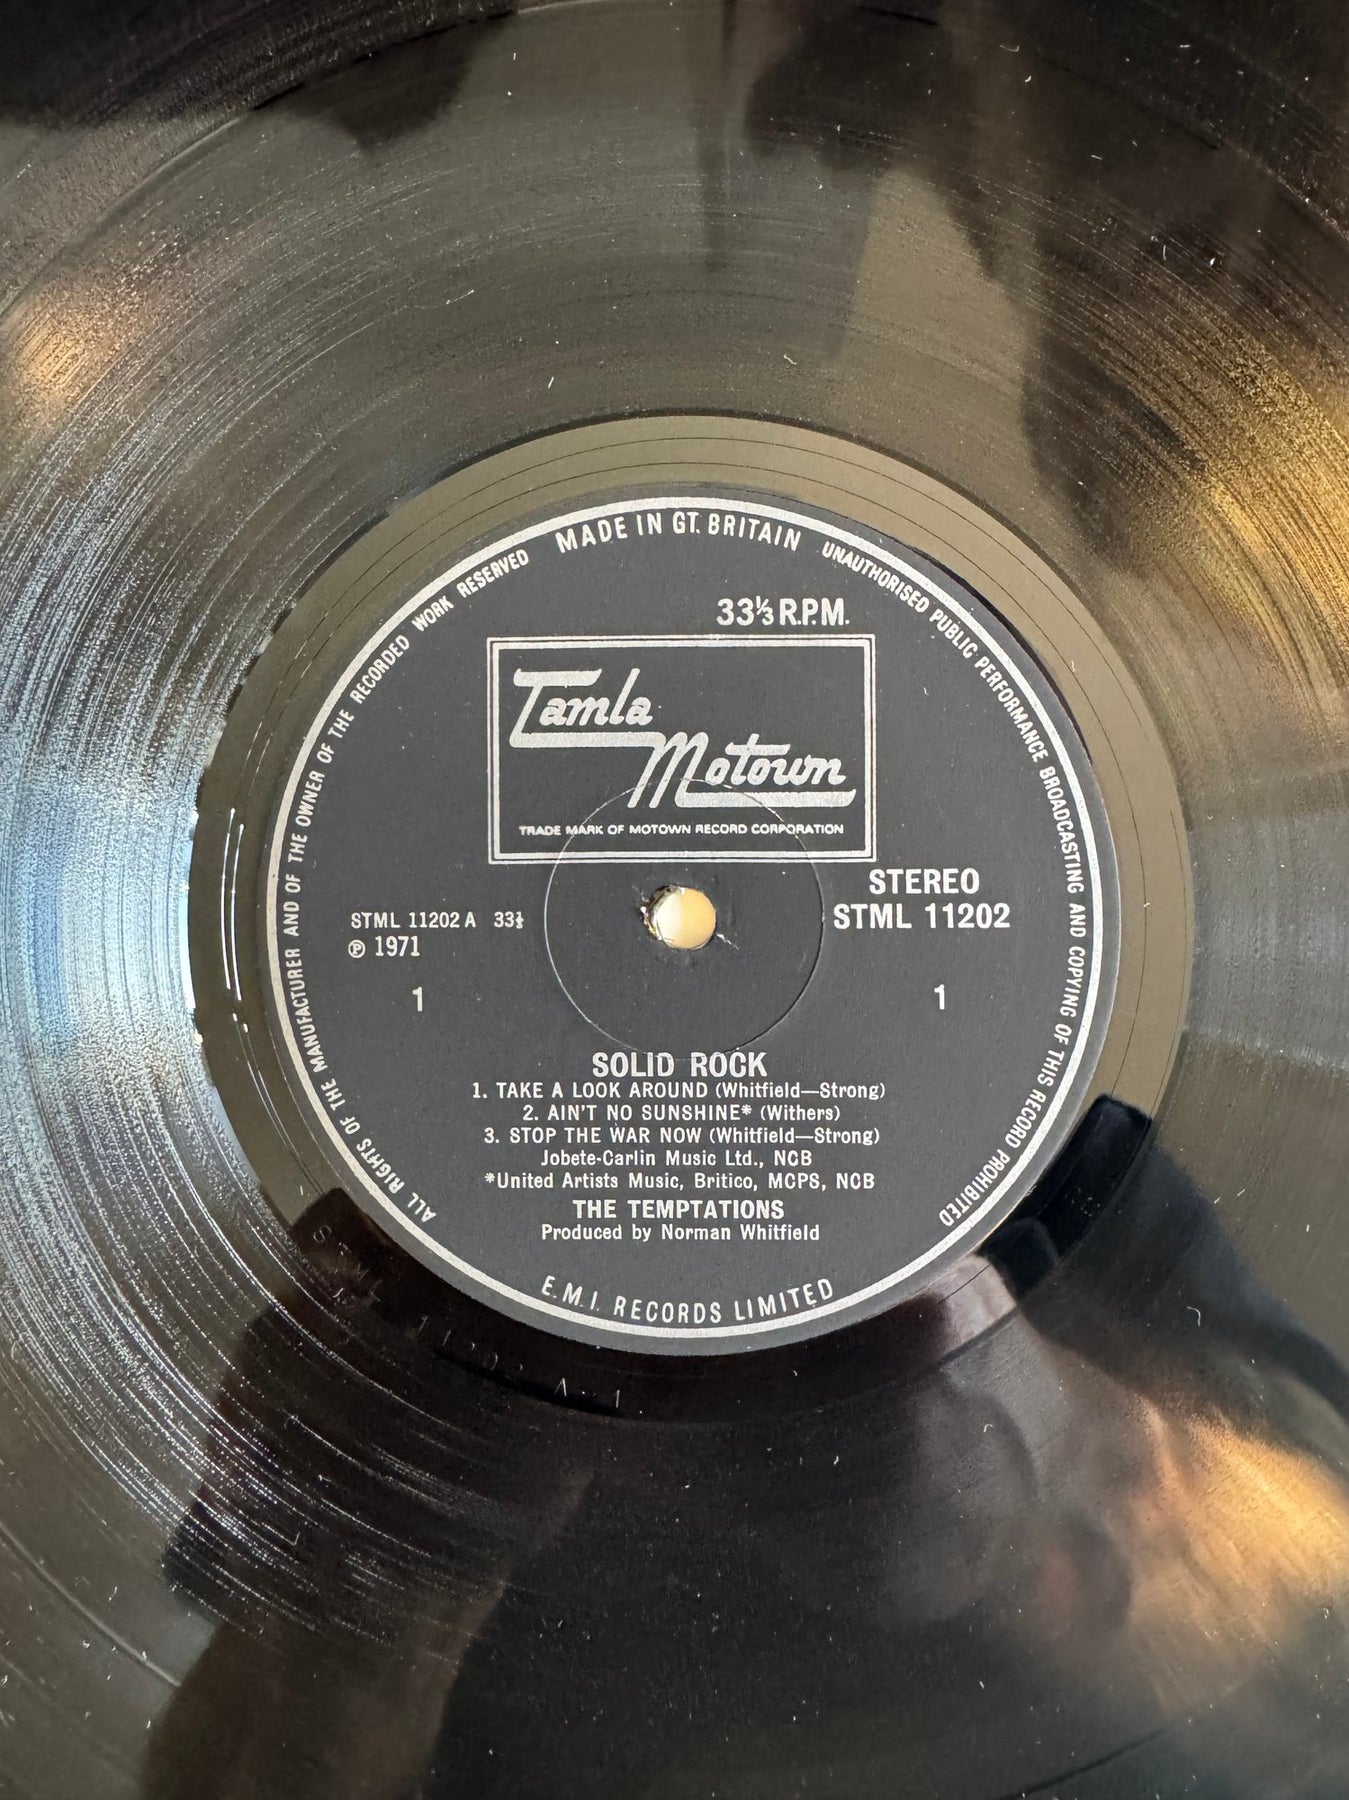 MADE IN GT. BRITAIN
UNAUTHORISED PUBLIC PERFORMANCE BROADCASTING AND COPYING OF THIS RECORD PROHIBITED
ALL RIGHTS OF THE MANUFACTURER AND OF THE OWNER OF THE RECORDED WORK RESERVED
33⅓ R.P.M.
Tamla
Motown
TRADE MARK OF MOTOWN RECORD CORPORATION
STEREO
STML 11202
STML 11202 A 33⅓
℗ 1971
1
1
SOLID ROCK
1. TAKE A LOOK AROUND (Whitfield—Strong)
2. AIN'T NO SUNSHINE* (Withers)
3. STOP THE WAR NOW (Whitfield—Strong)
Jobete-Carlin Music Ltd., NCB
*United Artists Music, Britico, MCPS, NCB
THE TEMPTATIONS
Produced by Norman Whitfield
E.M.I. RECORDS LIMITED
STML 11202 A-1